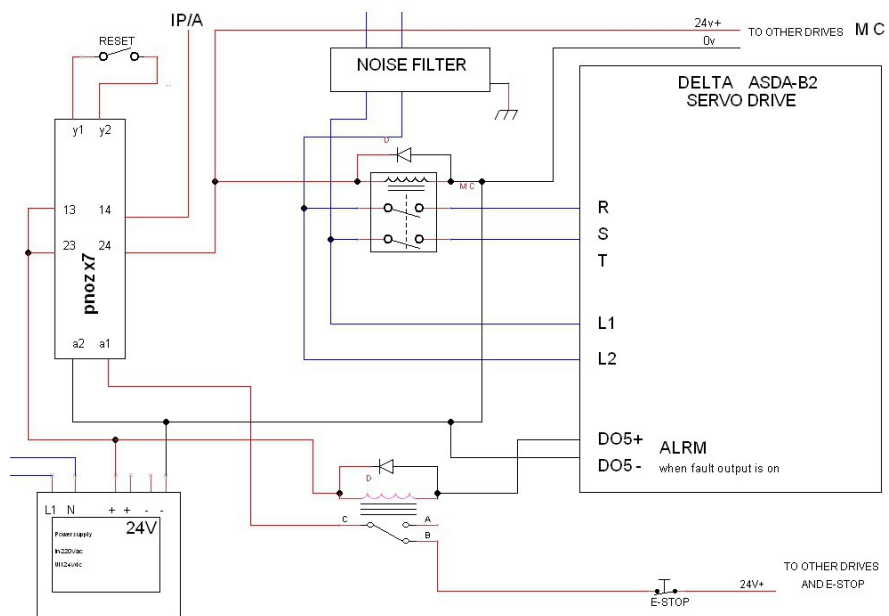 IP/A
24v+
TO OTHER DRIVES M C
0v
RESET
NOISE FILTER
DELTA ASDA-B2
SERVO DRIVE
y1 y2
D
M C
13 14
R
S
23 24
T
pnoz x7
L1
a2 a1
L2
DO5+
ALRM
DO5-
when fault output is on
D
L1 N + + - -
24V
C A
B
Power supply
In 220Vac
TO OTHER DRIVES
24V+
AND E-STOP
E-STOP